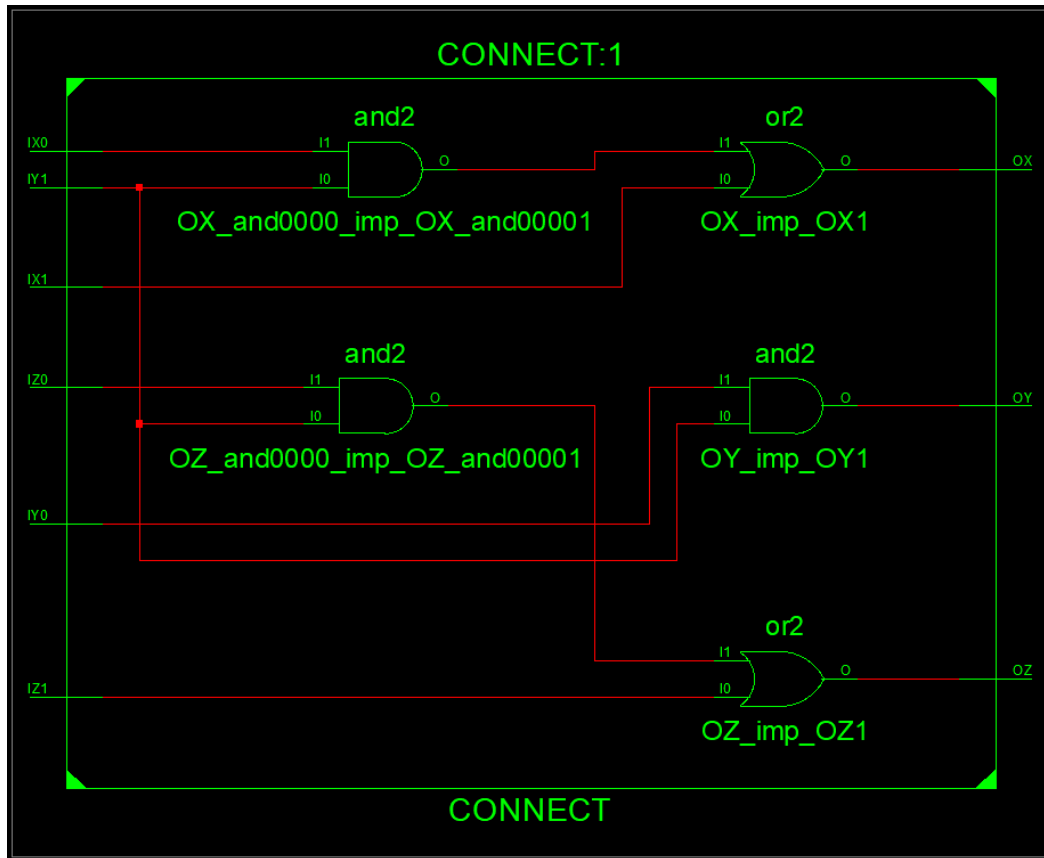 CONNECT:1
and2
or2
IX0
I1
O
I1
O
OX
IY1
I0
I0
OX_and0000_imp_OX_and00001
OX_imp_OX1
IX1
and2
and2
IZ0
I1
O
I1
O
OY
I0
I0
OZ_and0000_imp_OZ_and00001
OY_imp_OY1
IY0
or2
I1
O
OZ
IZ1
I0
OZ_imp_OZ1
CONNECT